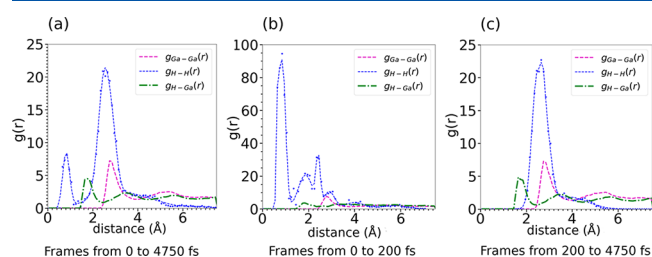 (a)
g(r)
25
20
15
10
5
0
g_{Ga-Ga}(r)
g_{H-H}(r)
g_{H-Ga}(r)
0 2 4 6
distance (Å)
Frames from 0 to 4750 fs
(b)
g(r)
100
80
60
40
20
0
g_{Ga-Ga}(r)
g_{H-H}(r)
g_{H-Ga}(r)
0 2 4 6
distance (Å)
Frames from 0 to 200 fs
(c)
g(r)
25
20
15
10
5
0
g_{Ga-Ga}(r)
g_{H-H}(r)
g_{H-Ga}(r)
0 2 4 6
distance (Å)
Frames from 200 to 4750 fs